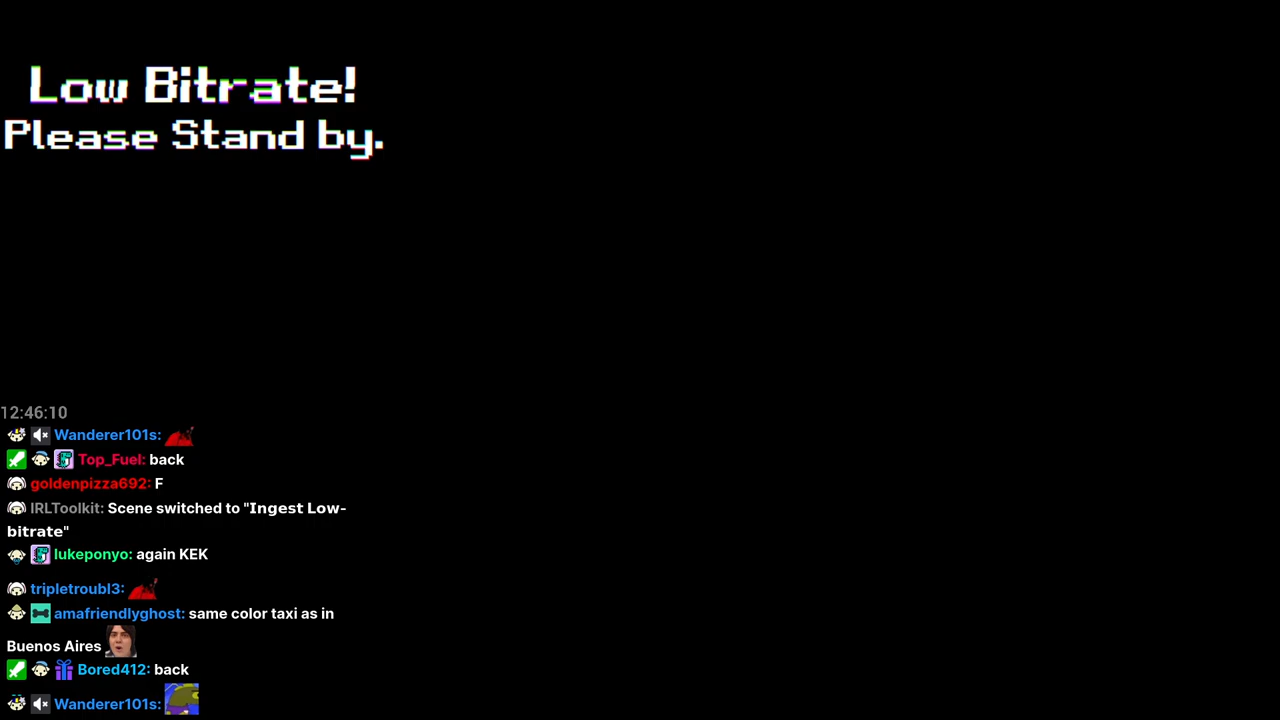 Low Bitrate!
Please Stand by.
12:46:10
Wanderer101s:
Top_Fuel: back
goldenpizza692: F
IRLToolkit: Scene switched to "Ingest Low-
bitrate"
lukeponyo: again KEK
tripletroubl3:
amafriendlyghost: same color taxi as in
Buenos Aires
Bored412: back
Wanderer101s: